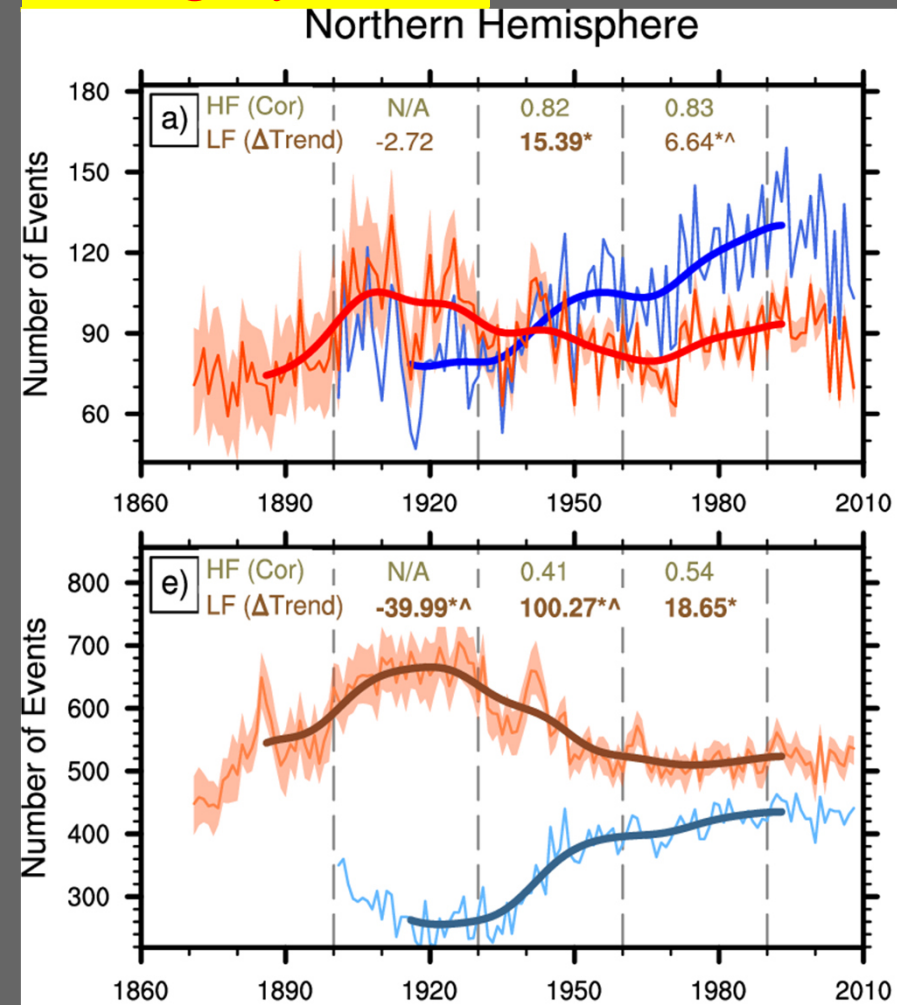 Northern Hemisphere
Number of Events
180
150
120
90
60
a)
HF (Cor) N/A 0.82 0.83
LF (ΔTrend) -2.72 15.39* 6.64*^
1860 1890 1920 1950 1980 2010
Number of Events
800
700
600
500
400
300
e)
HF (Cor) N/A 0.41 0.54
LF (ΔTrend) -39.99*^ 100.27*^ 18.65*
1860 1890 1920 1950 1980 2010